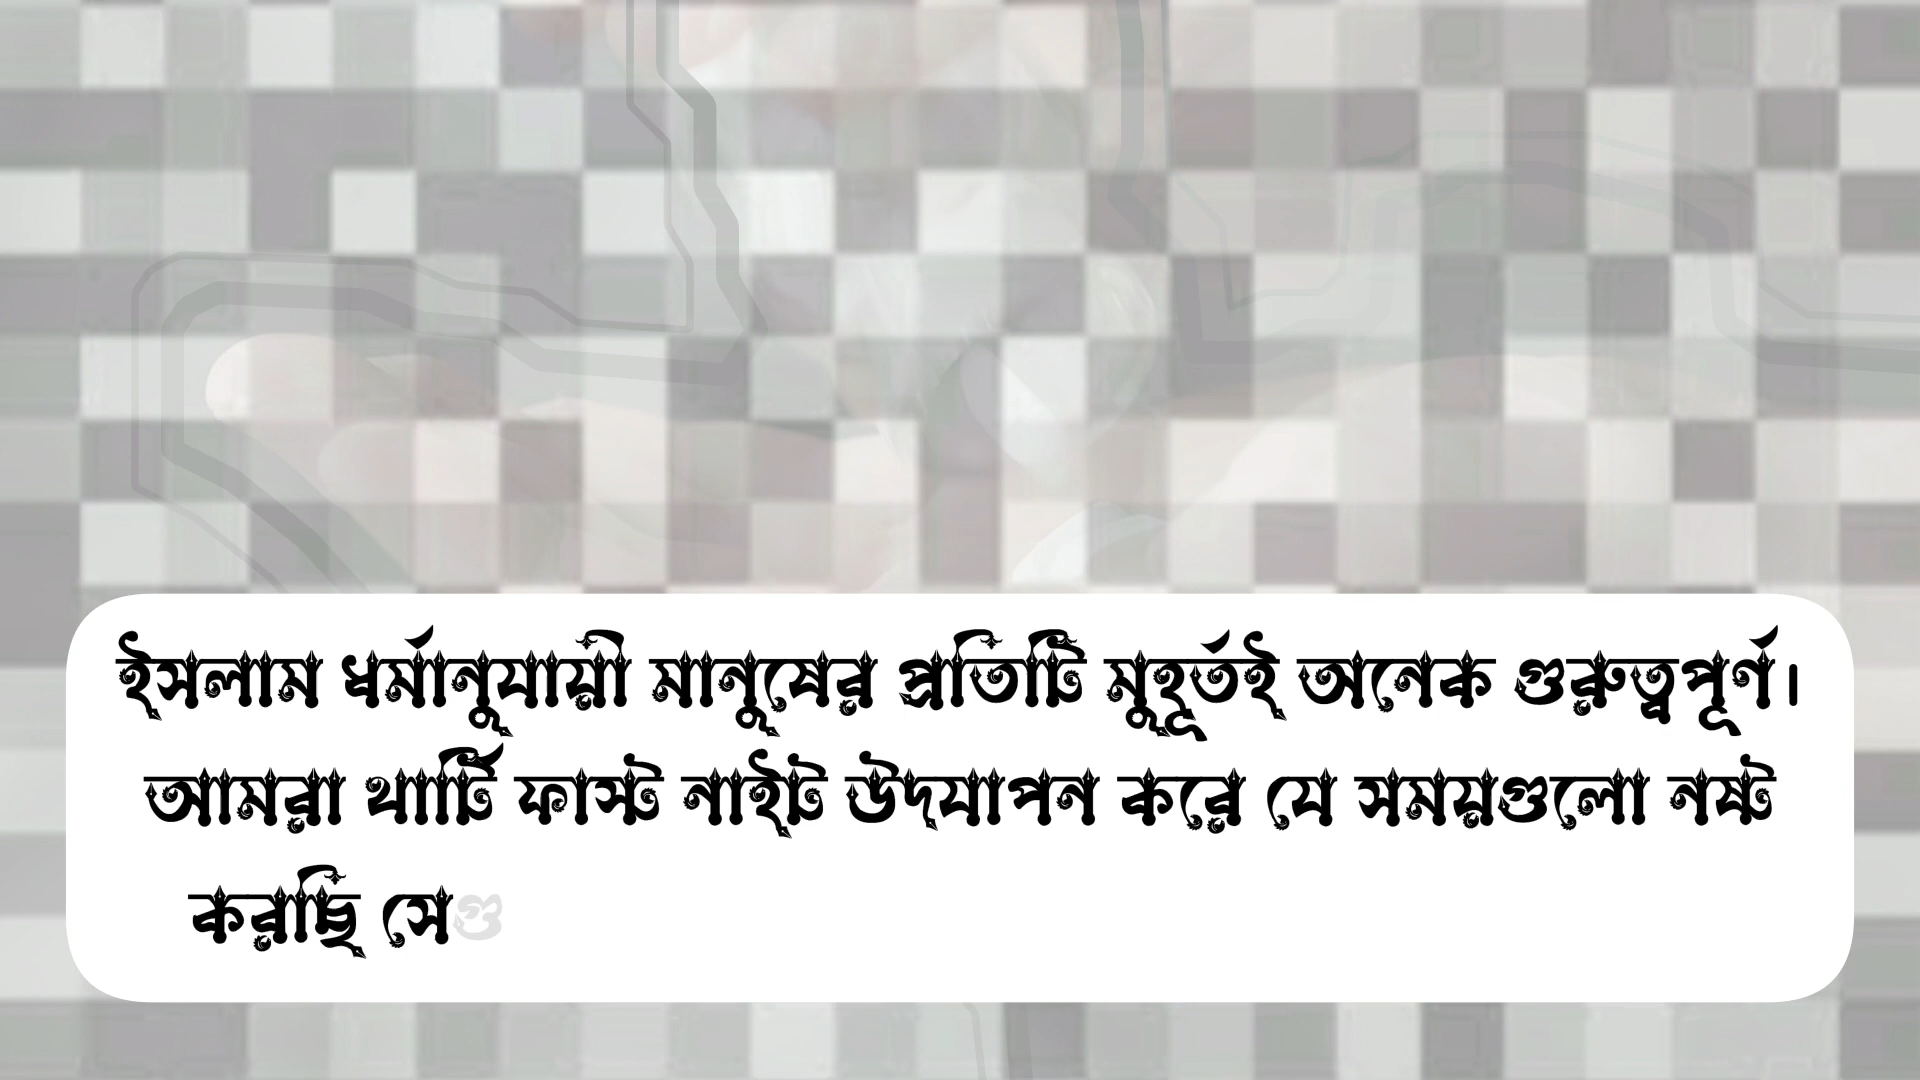 ইসলাম ধর্মানুযায়ী মানুষের প্রতিটি মুহূর্তই অনেক গুরুত্বপূর্ণ।
আমরা থার্টি ফাস্ট নাইট উদযাপন করে যে সময়গুলো নষ্ট
করছি সেগু